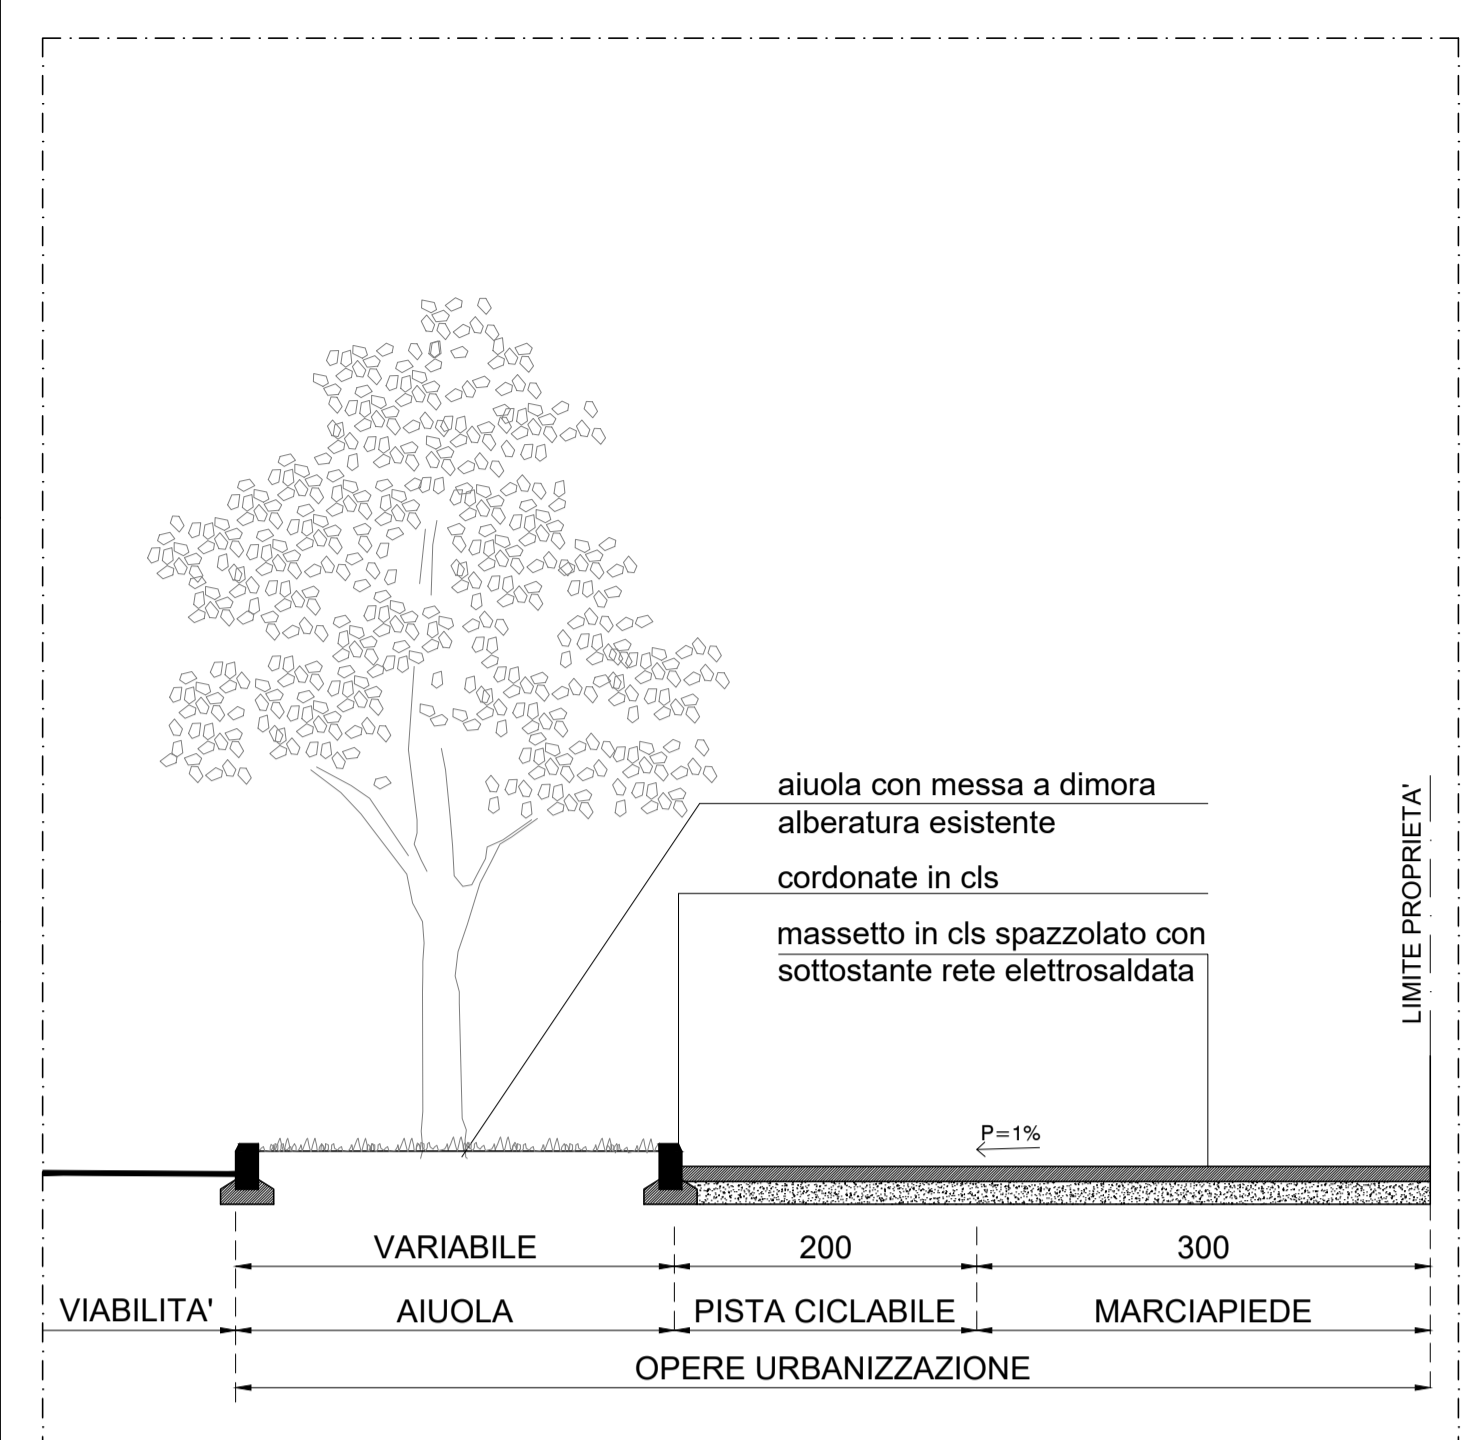 aiuola con messa a dimora
alberatura esistente
cordonate in cls
massetto in cls spazzolato con
sottostante rete elettrosaldata
LIMITE PROPRIETA'
P=1%
VARIABILE 200 300
VIABILITA' AIUOLA PISTA CICLABILE MARCIAPIEDE
OPERE URBANIZZAZIONE